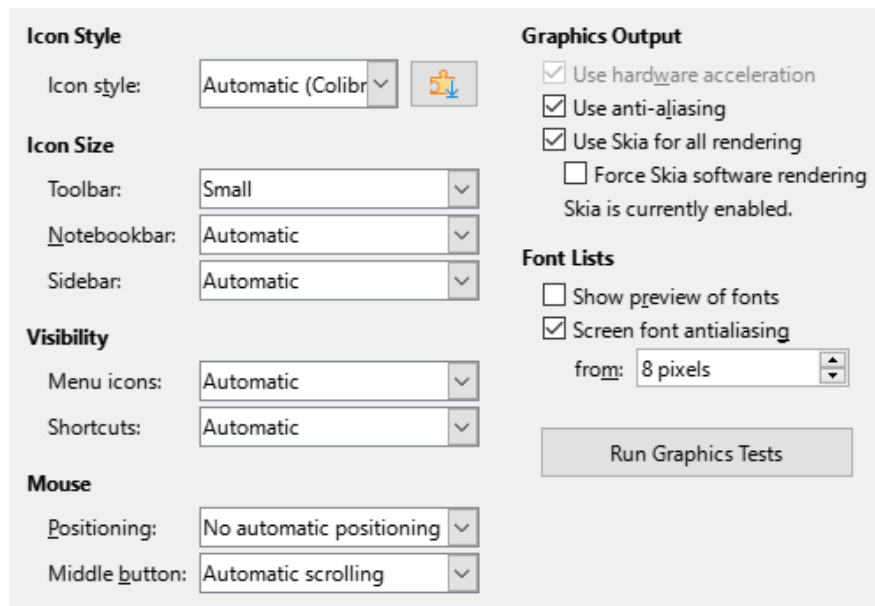 Icon Style
Icon style: Automatic (Colibr
Icon Size
Toolbar: Small
Notebookbar: Automatic
Sidebar: Automatic
Visibility
Menu icons: Automatic
Shortcuts: Automatic
Mouse
Positioning: No automatic positioning
Middle button: Automatic scrolling
Graphics Output
Use hardware acceleration
Use anti-aliasing
Use Skia for all rendering
Force Skia software rendering
Skia is currently enabled.
Font Lists
Show preview of fonts
Screen font antialiasing
from: 8 pixels
Run Graphics Tests